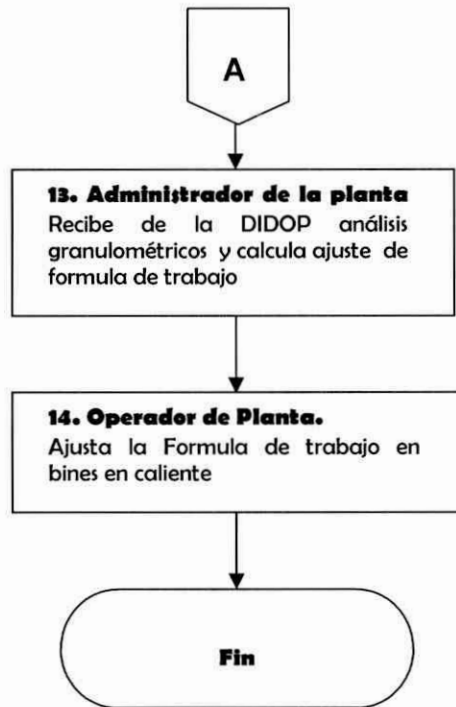 A
13. Administrador de la planta
Recibe de la DIDOP análisis
granulométricos y calcula ajuste de
formula de trabajo
14. Operador de Planta.
Ajusta la Formula de trabajo en
bines en caliente
Fin